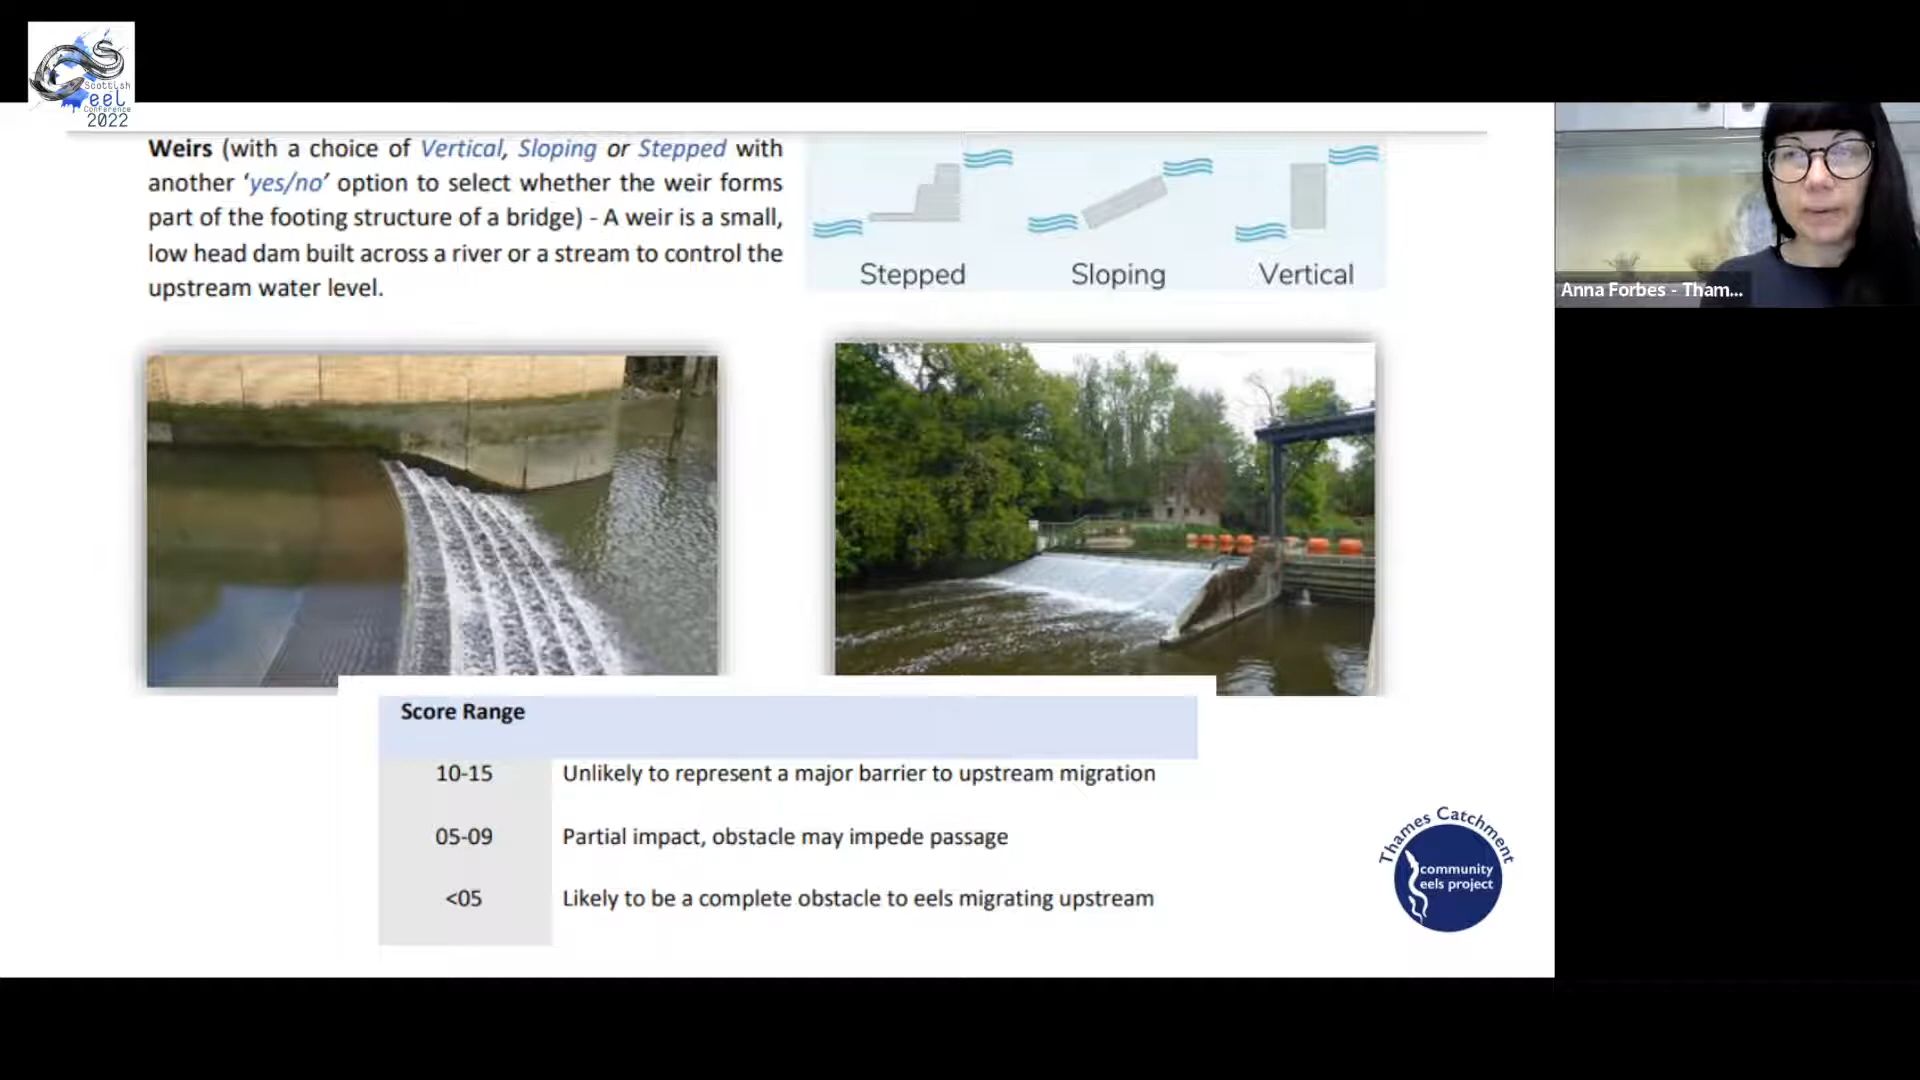 Scottish
eel
Conference
2022
Weirs (with a choice of Vertical, Sloping or Stepped with
another ‘yes/no’ option to select whether the weir forms
part of the footing structure of a bridge) - A weir is a small,
low head dam built across a river or a stream to control the
upstream water level.
Stepped Sloping Vertical
Anna Forbes - Tham...
Score Range
10-15 Unlikely to represent a major barrier to upstream migration
05-09 Partial impact, obstacle may impede passage
<05 Likely to be a complete obstacle to eels migrating upstream
Thames Catchment
community
eels project